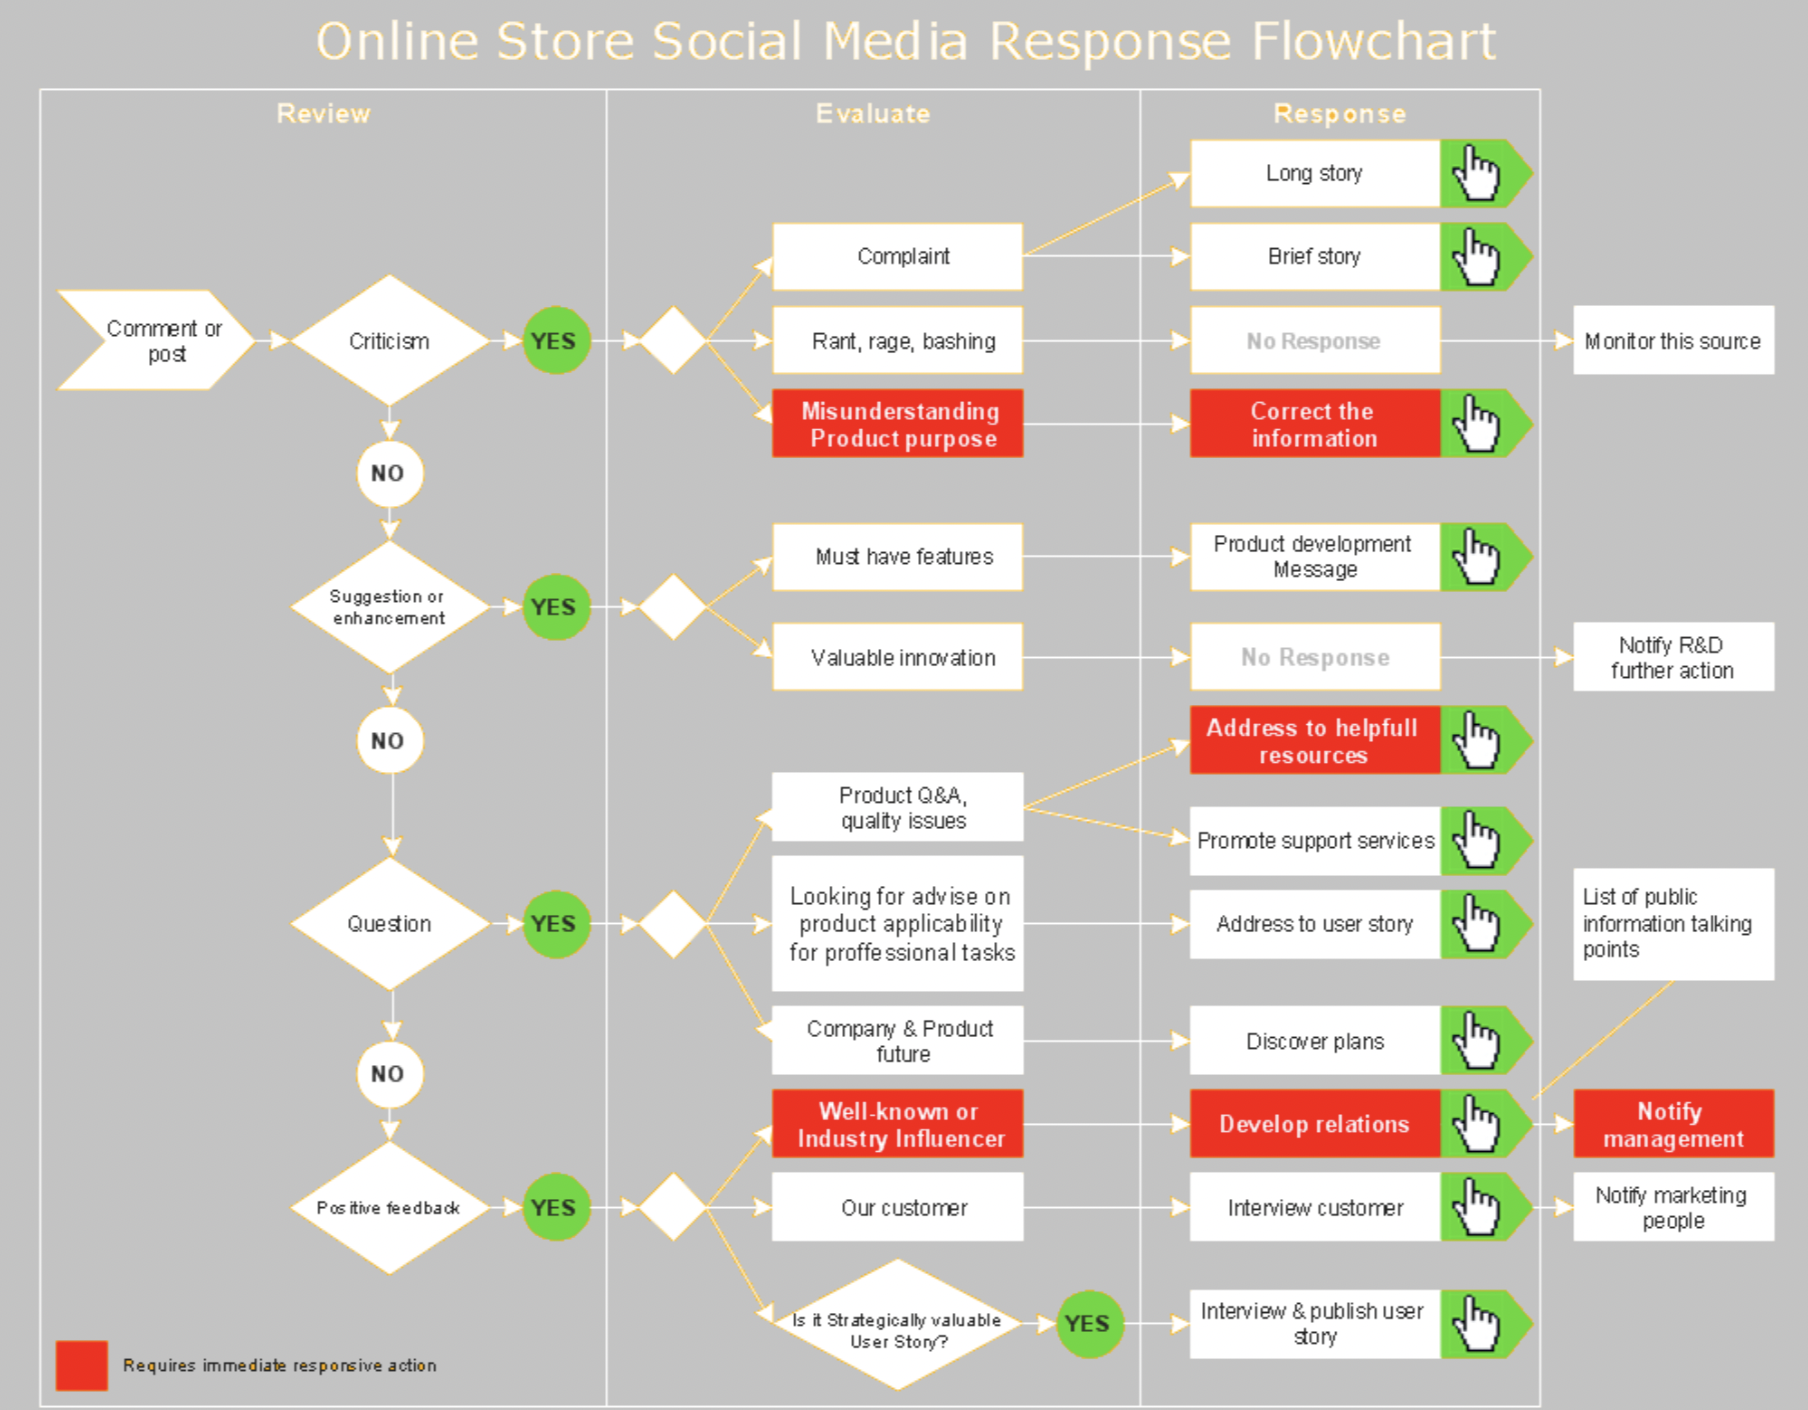 Online Store Social Media Response Flowchart
Review
Evaluate
Response
Comment or
post
Criticism
YES
Complaint
Long story
Brief story
Rant, rage, bashing
No Response
Monitor this source
Misunderstanding
Product purpose
Correct the
information
NO
Suggestion or
enhancement
YES
Must have features
Product development
Message
Valuable innovation
No Response
Notify R&D
further action
NO
Question
YES
Product Q&A,
quality issues
Address to helpfull
resources
Promote support services
Looking for advise on
product applicability
for proffessional tasks
Address to user story
List of public
information talking
points
Company & Product
future
Discover plans
NO
Positive feedback
YES
Well-known or
Industry Influencer
Develop relations
Notify
management
Our customer
Interview customer
Notify marketing
people
Is it Strategically valuable
User Story?
YES
Interview & publish user
story
Requires immediate responsive action